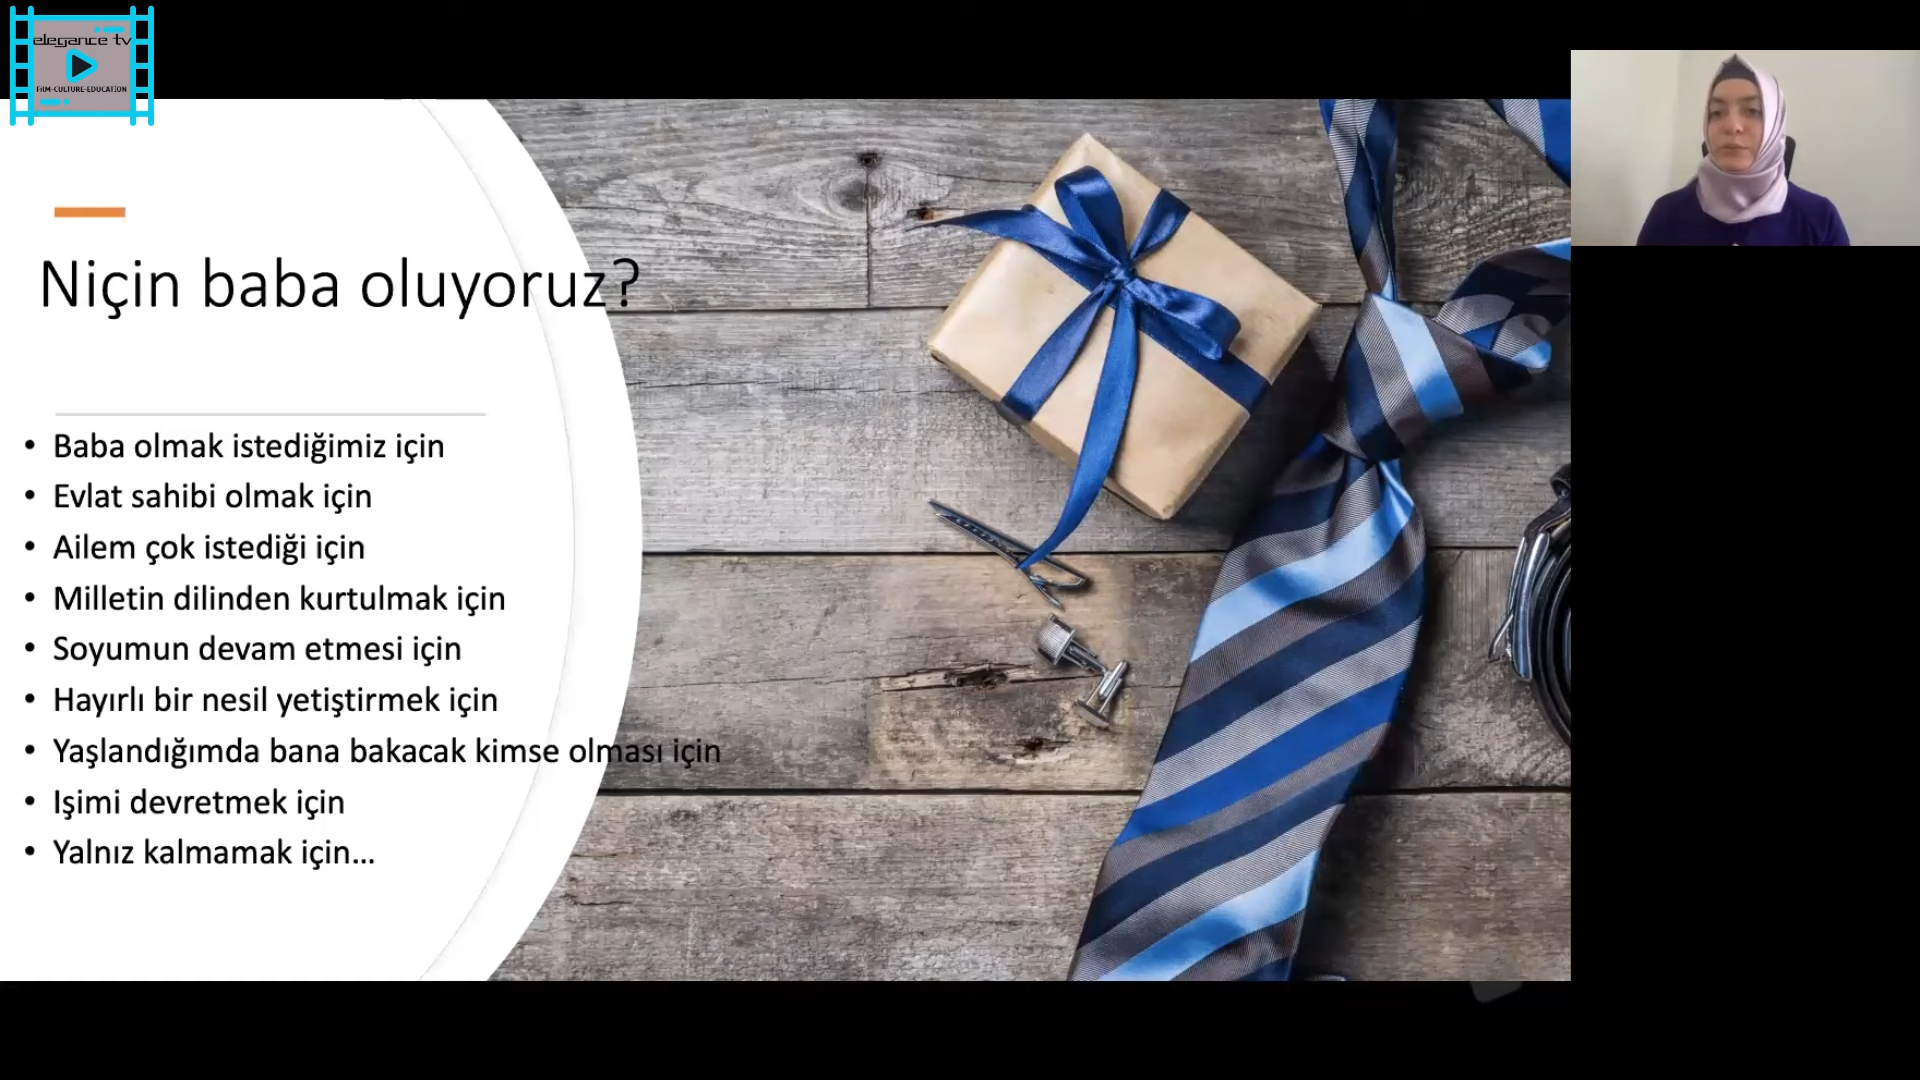 elegance tv
FILM-CULTURE-EDUCATION
Niçin baba oluyoruz?
• Baba olmak istediğimiz için
• Evlat sahibi olmak için
• Ailem çok istediği için
• Milletin dilinden kurtulmak için
• Soyumun devam etmesi için
• Hayırlı bir nesil yetiştirmek için
• Yaşlandığımda bana bakacak kimse olması için
• Işimi devretmek için
• Yalnız kalmamak için...